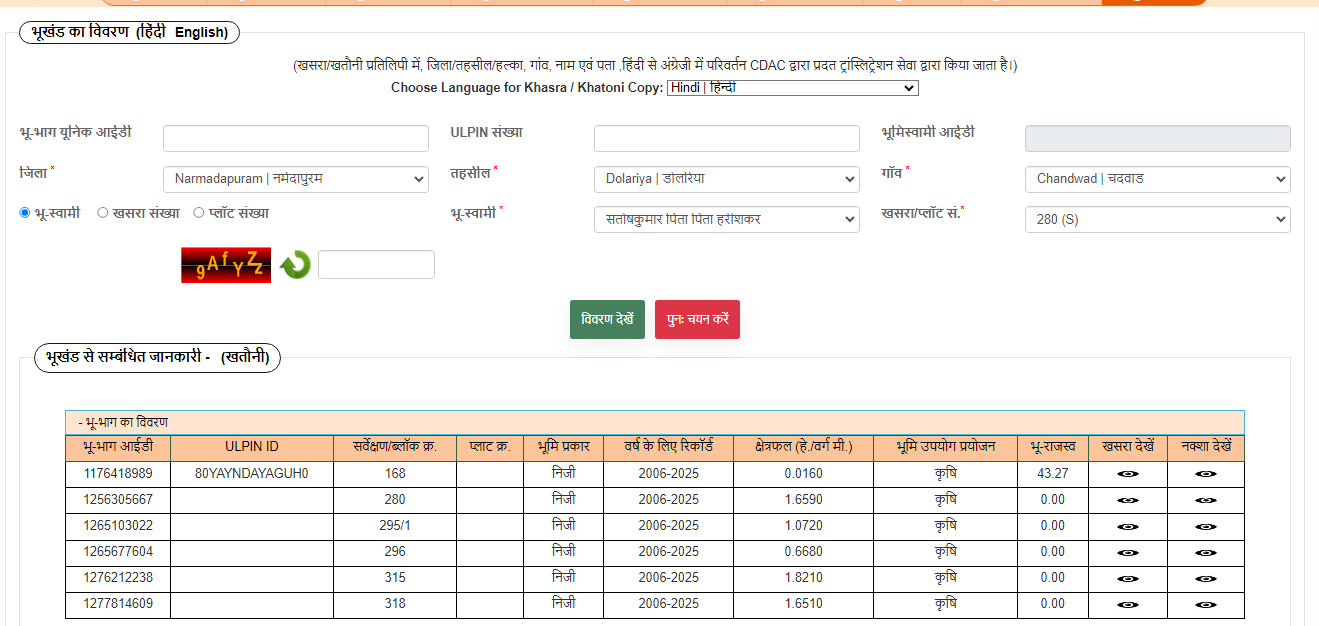 भूखंड का विवरण (हिंदी English)
(खसरा/खतौनी प्रतिलिपी में, जिला/तहसील/हल्का, गांव, नाम एवं पता ,हिंदी से अंग्रेजी में परिवर्तन CDAC द्वारा प्रदत ट्रांस्लिट्रेशन सेवा द्वारा किया जाता है।)
Choose Language for Khasra / Khatoni Copy: Hindi | हिन्दी
भू-भाग यूनिक आईडी ULPIN संख्या भूमिस्वामी आईडी
जिला * Narmadapuram | नर्मदापुरम तहसील * Dolariya | डोलरिया गाँव * Chandwad | चदवाड
भू-स्वामी खसरा संख्या प्लॉट संख्या भू-स्वामी * सतोषकुमार पिता पिता हरीशकर खसरा/प्लॉट सं.* 280 (S)
9AfYZz
विवरण देखें पुनः चयन करें
भूखंड से सम्बंधित जानकारी - (खतौनी)
- भू-भाग का विवरण
भू-भाग आईडी ULPIN ID सर्वेक्षण/ब्लॉक क्र. प्लाट क्र. भूमि प्रकार वर्ष के लिए रिकॉर्ड क्षेत्रफल (हे./वर्ग मी.) भूमि उपयोग प्रयोजन भू-राजस्व खसरा देखें नक्शा देखें
1176418989 80YAYNDAYAGUH0 168 निजी 2006-2025 0.0160 कृषि 43.27
1256305667 280 निजी 2006-2025 1.6590 कृषि 0.00
1265103022 295/1 निजी 2006-2025 1.0720 कृषि 0.00
1265677604 296 निजी 2006-2025 0.6680 कृषि 0.00
1276212238 315 निजी 2006-2025 1.8210 कृषि 0.00
1277814609 318 निजी 2006-2025 1.6510 कृषि 0.00